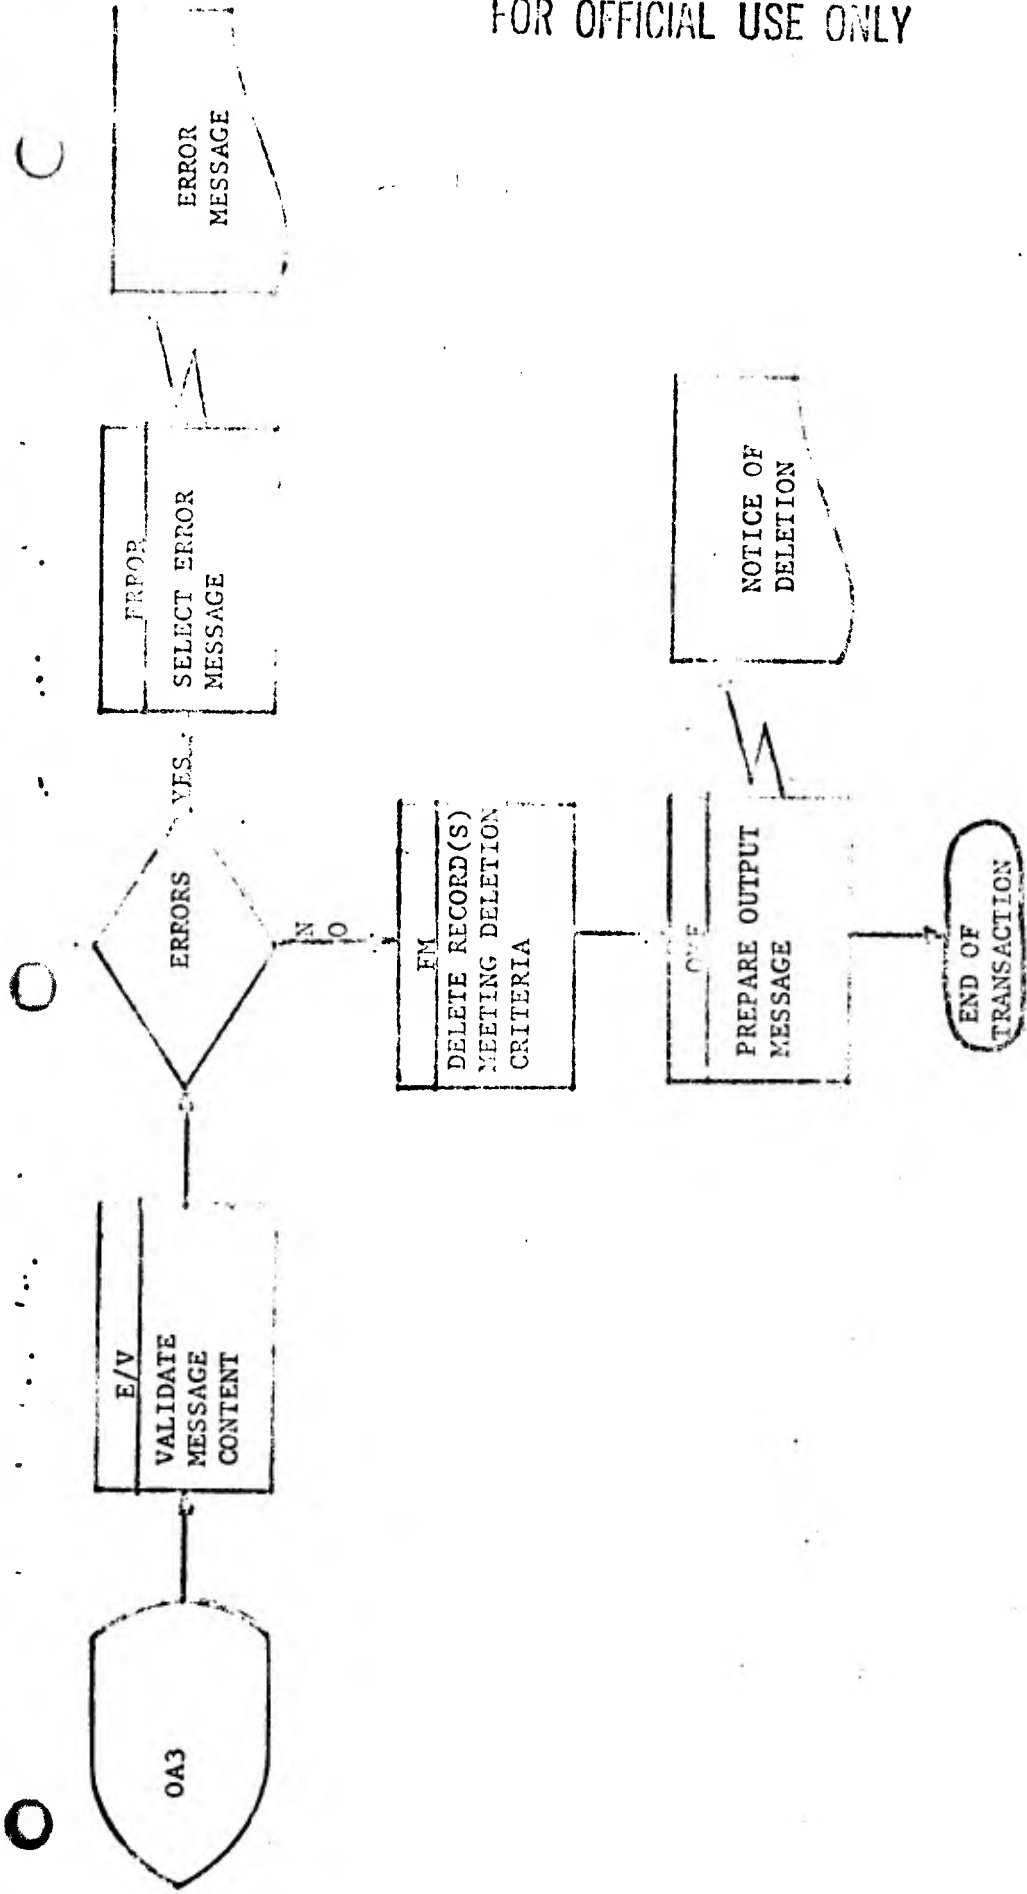 FOR OFFICIAL USE ONLY
OA3
E/V
VALIDATE
MESSAGE
CONTENT
ERRORS
YES
ERROR
SELECT ERROR
MESSAGE
ERROR
MESSAGE
NO
FM
DELETE RECORD(S)
MEETING DELETION
CRITERIA
PREPARE OUTPUT
MESSAGE
NOTICE OF
DELETION
END OF
TRANSACTION